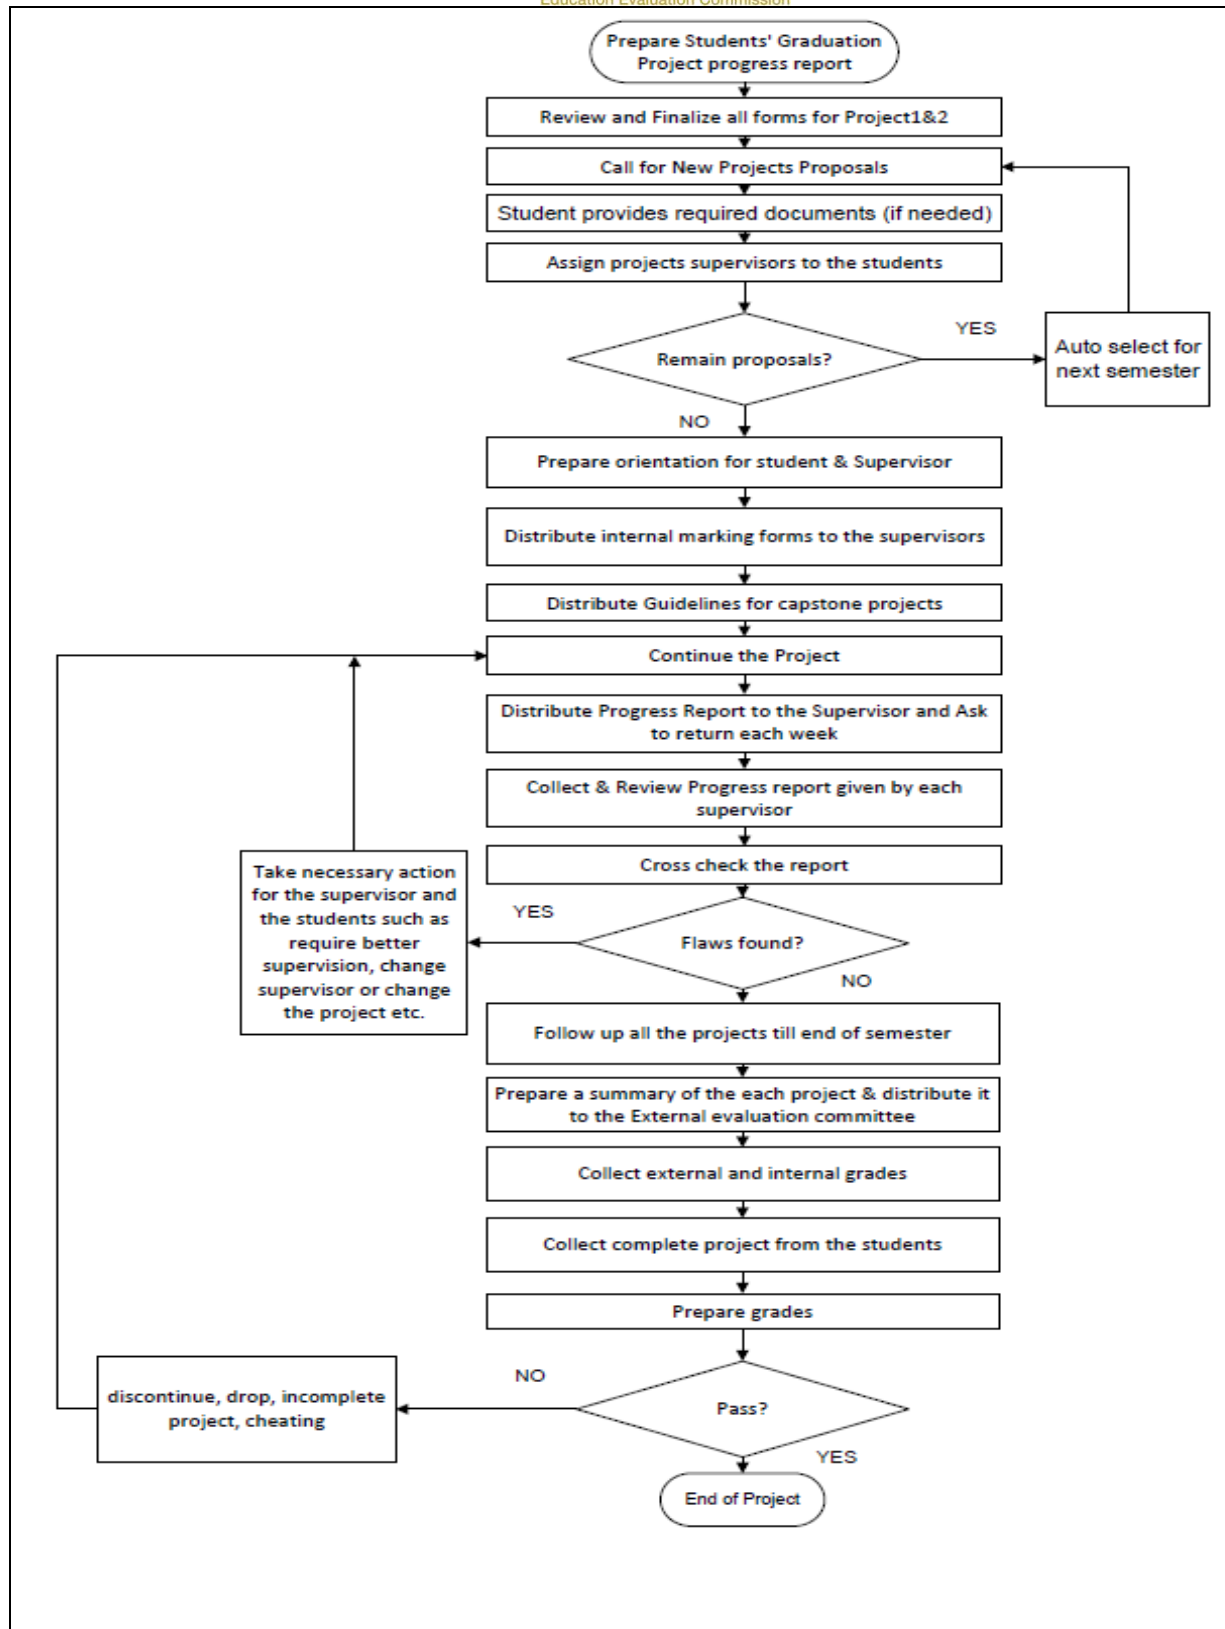 Education Evaluation Commission
Prepare Students' Graduation
Project progress report
Review and Finalize all forms for Project1&2
Call for New Projects Proposals
Student provides required documents (if needed)
Assign projects supervisors to the students
YES
Remain proposals?
Auto select for
next semester
NO
Prepare orientation for student & Supervisor
Distribute internal marking forms to the supervisors
Distribute Guidelines for capstone projects
Continue the Project
Distribute Progress Report to the Supervisor and Ask
to return each week
Collect & Review Progress report given by each
supervisor
Cross check the report
Take necessary action
for the supervisor and
the students such as
require better
supervision, change
supervisor or change
the project etc.
YES
Flaws found?
NO
Follow up all the projects till end of semester
Prepare a summary of the each project & distribute it
to the External evaluation committee
Collect external and internal grades
Collect complete project from the students
Prepare grades
NO
discontinue, drop, incomplete
project, cheating
Pass?
YES
End of Project